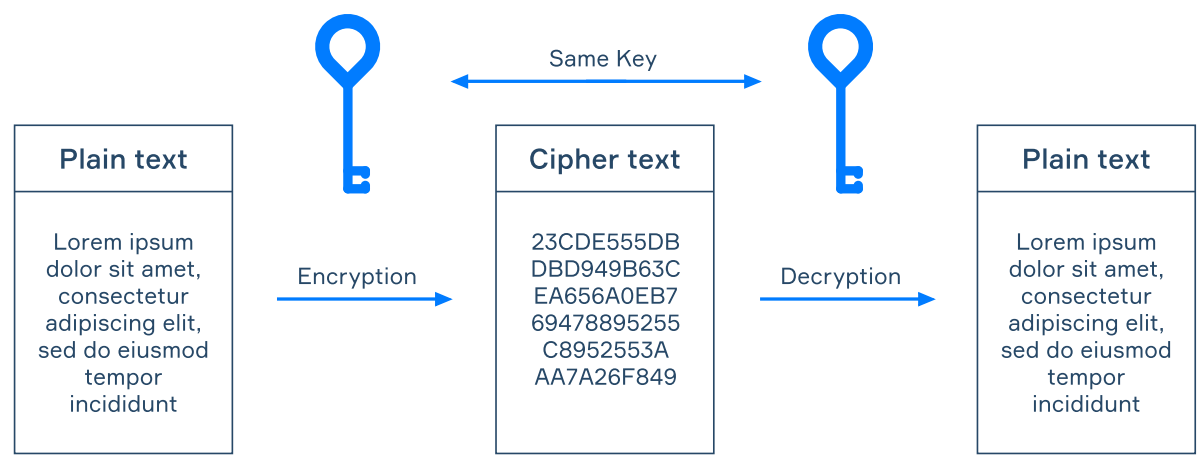 Same Key
Plain text
Lorem ipsum
dolor sit amet,
consectetur
adipiscing elit,
sed do eiusmod
tempor
incididunt
Encryption
Cipher text
23CDE555DB
DBD949B63C
EA656A0EB7
69478895255
C8952553A
AA7A26F849
Decryption
Plain text
Lorem ipsum
dolor sit amet,
consectetur
adipiscing elit,
sed do eiusmod
tempor
incididunt